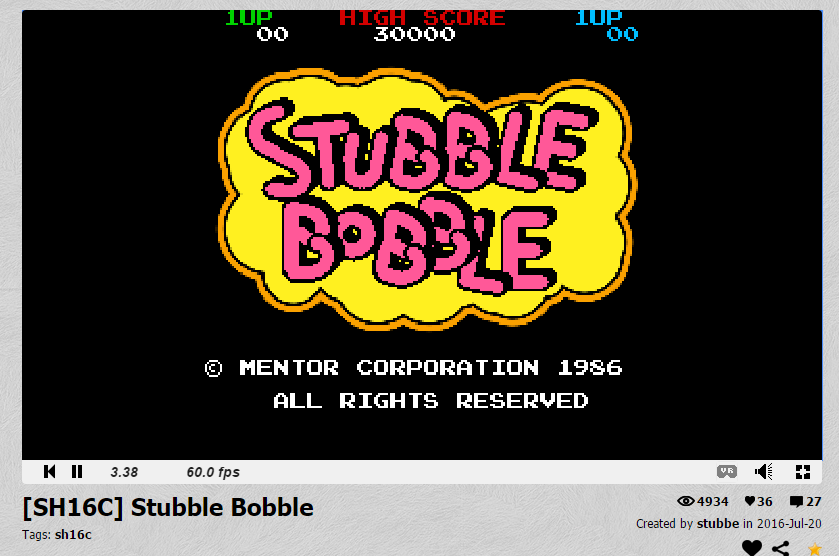 1UP HIGH SCORE 1UP
00 30000 00
STUBBLE
BOBBLE
© MENTOR CORPORATION 1986
ALL RIGHTS RESERVED
3.38 60.0 fps VR
[SH16C] Stubble Bobble
4934 36 27
Tags: sh16c
Created by stubbe in 2016-Jul-20